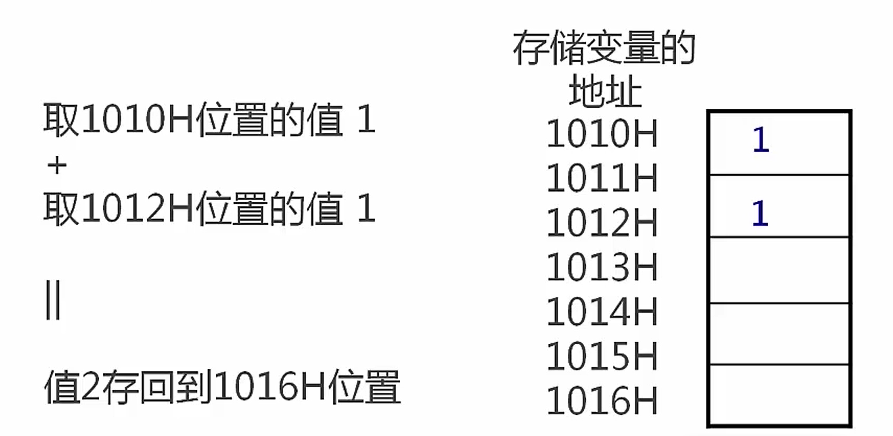 取1010H位置的值 1
+
取1012H位置的值 1
||
值2存回到1016H位置
存储变量的
地址
1010H
1011H
1012H
1013H
1014H
1015H
1016H
1
1